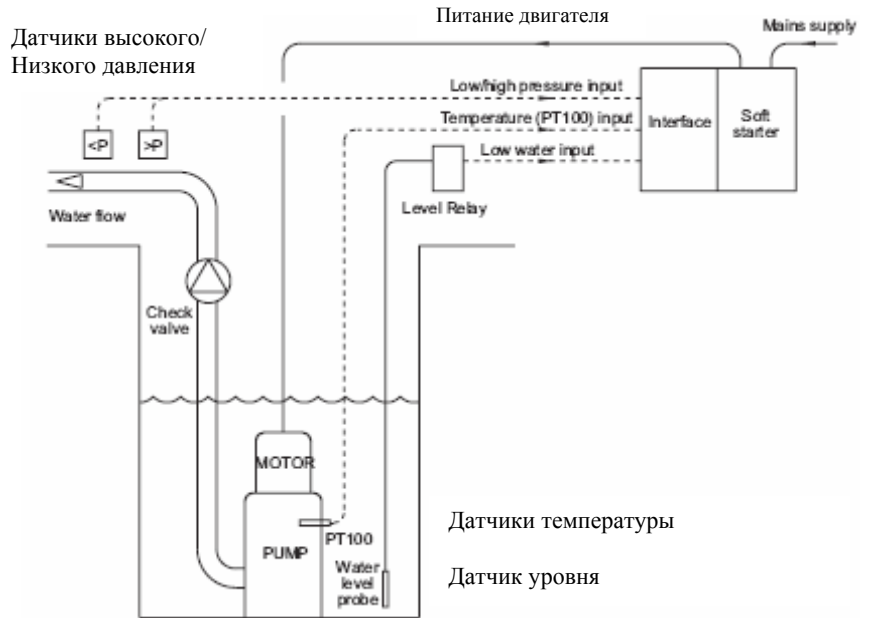 Питание двигателя
Mains supply
Датчики высокого/
Низкого давления
Low/high pressure input
Temperature (PT100) input
Low water input
Interface
Soft
starter
<P
>P
Level Relay
Water flow
Check
valve
MOTOR
PT100
PUMP
Water
level
probe
Датчики температуры
Датчик уровня